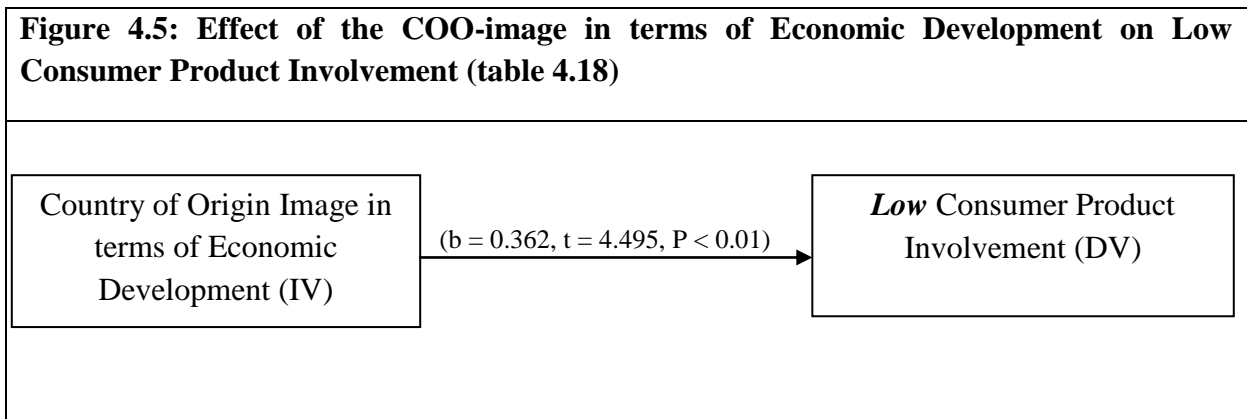 Figure 4.5: Effect of the COO-image in terms of Economic Development on Low
Consumer Product Involvement (table 4.18)
Country of Origin Image in
terms of Economic
Development (IV)
(b = 0.362, t = 4.495, P < 0.01)
Low Consumer Product
Involvement (DV)